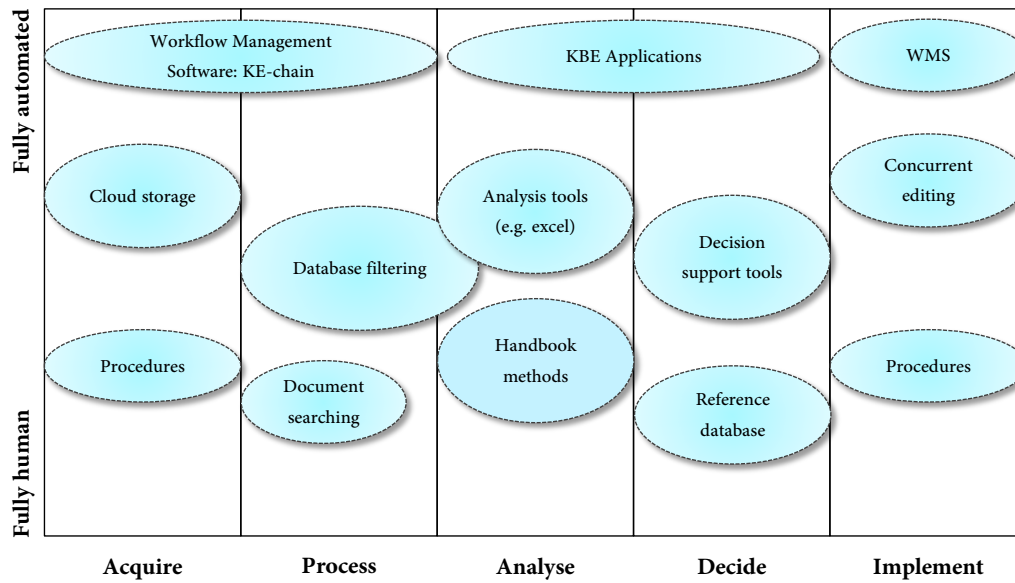 Fully automated
Workflow Management
Software: KE-chain
KBE Applications
WMS
Cloud storage
Analysis tools
(e.g. excel)
Concurrent
editing
Database filtering
Decision
support tools
Procedures
Handbook
methods
Procedures
Document
searching
Reference
database
Fully human
Acquire
Process
Analyse
Decide
Implement